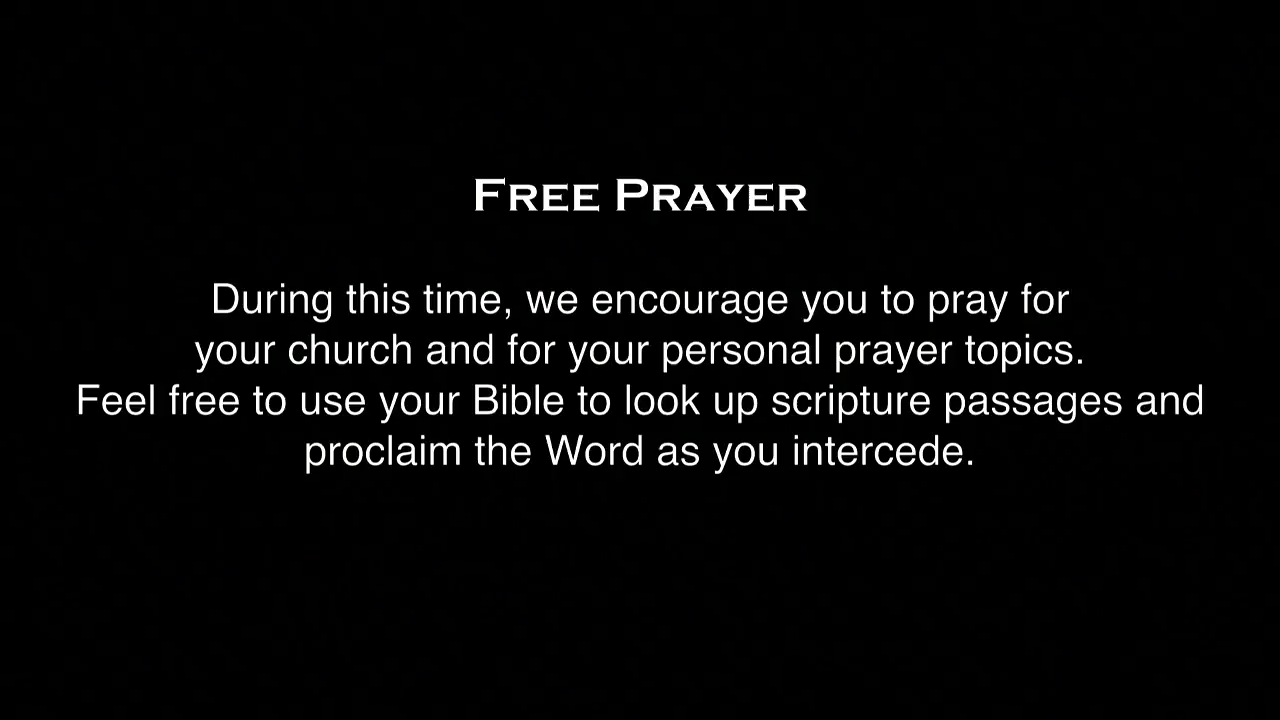 FREE PRAYER
During this time, we encourage you to pray for
your church and for your personal prayer topics.
Feel free to use your Bible to look up scripture passages and
proclaim the Word as you intercede.